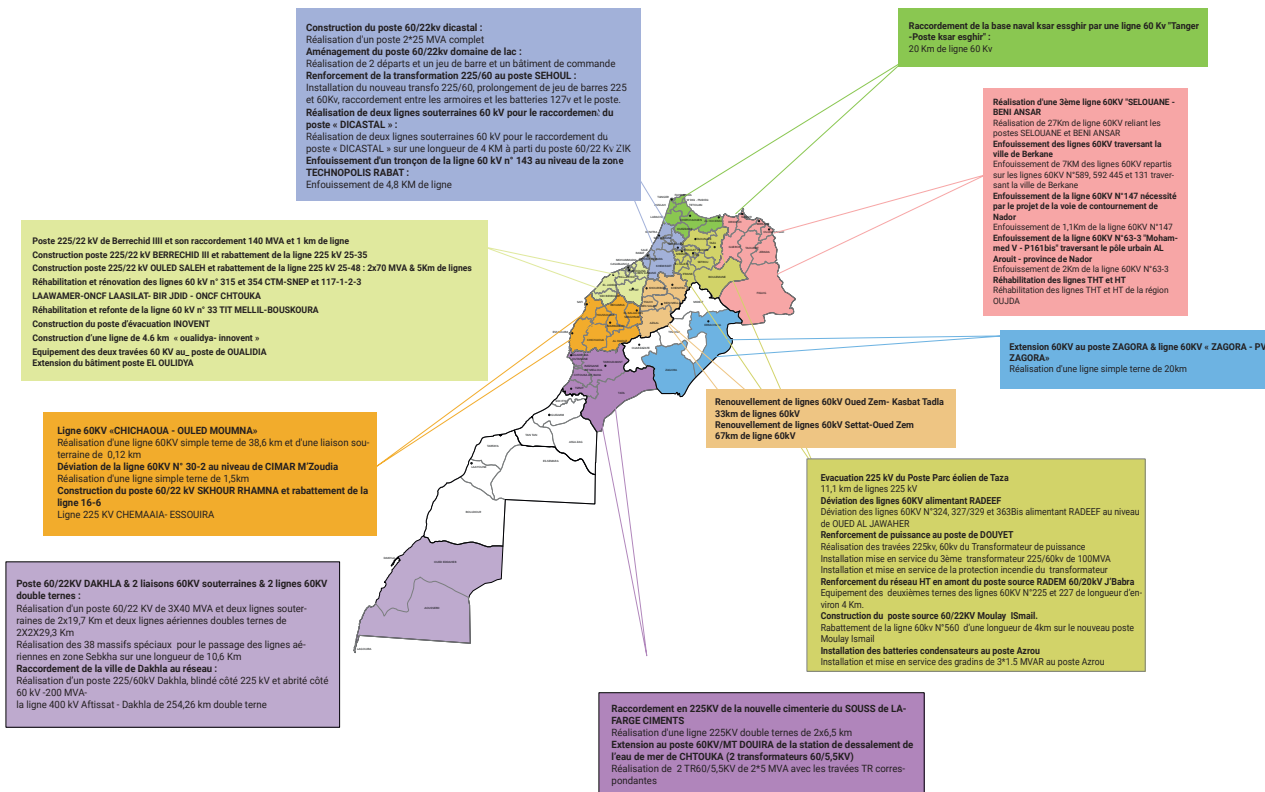 Construction du poste 60/22kv dicastal :
Réalisation d'un poste 2*25 MVA complet
Aménagement du poste 60/22kv domaine de lac :
Réalisation de 2 départs et un jeu de barre et un bâtiment de commande
Renforcement de la transformation 225/60 au poste SEHOUL :
Installation du nouveau transfo 225/60, prolongement de jeu de barres 225
et 60Kv, raccordement entre les armoires et les batteries 127v et le poste.
Réalisation de deux lignes souterraines 60 kV pour le raccordement du
poste « DICASTAL » :
Réalisation de deux lignes souterraines 60 kV pour le raccordement du
poste « DICASTAL » sur une longueur de 4 KM à parti du poste 60/22 Kv ZIK
Enfouissement d'un tronçon de la ligne 60 kV n° 143 au niveau de la zone
TECHNOPOLIS RABAT :
Enfouissement de 4,8 KM de ligne
Raccordement de la base naval ksar essghir par une ligne 60 Kv "Tanger
-Poste ksar esghir" :
20 Km de ligne 60 Kv
Réalisation d'une 3ème ligne 60KV "SELOUANE -
BENI ANSAR
Réalisation de 27Km de ligne 60KV reliant les
postes SELOUANE et BENI ANSAR
Enfouissement des lignes 60KV traversant la
ville de Berkane
Enfouissement de 7KM des lignes 60KV repartis
sur les lignes 60KV N°589, 592 445 et 131 traver-
sant la ville de Berkane
Enfouissement de la ligne 60KV N°147 nécessité
par le projet de la voie de contournement de
Nador
Enfouissement de 1,1Km de la ligne 60KV N°147
Enfouissement de la ligne 60KV N°63-3 "Moham-
med V - P161bis" traversant le pôle urbain AL
Arouit - province de Nador
Enfouissement de 2Km de la ligne 60KV N°63-3
Réhabilitation des lignes THT et HT
Réhabilitation des lignes THT et HT de la région
OUJDA
Poste 225/22 kV de Berrechid IIII et son raccordement 140 MVA et 1 km de ligne
Construction poste 225/22 kV BERRECHID III et rabattement de la ligne 225 kV 25-35
Construction poste 225/22 kV OULED SALEH et rabattement de la ligne 225 kV 25-48 : 2x70 MVA & 5Km de lignes
Réhabilitation et rénovation des lignes 60 kV n° 315 et 354 CTM-SNEP et 117-1-2-3
LAAWAMER-ONCF LAASILAT- BIR JDID - ONCF CHTOUKA
Réhabilitation et refonte de la ligne 60 kV n° 33 TIT MELLIL-BOUSKOURA
Construction du poste d'évacuation INOVENT
Construction d'une ligne de 4.6 km « oualidya- innovent »
Equipement des deux travées 60 KV au_ poste de OUALIDIA
Extension du bâtiment poste EL OULIDYA
Extension 60KV au poste ZAGORA & ligne 60KV « ZAGORA - PV
ZAGORA»
Réalisation d'une ligne simple terne de 20km
Renouvellement de lignes 60kV Oued Zem- Kasbat Tadla
33km de lignes 60kV
Renouvellement de lignes 60kV Settat-Oued Zem
67km de ligne 60kV
Ligne 60KV «CHICHAOUA - OULED MOUMNA»
Réalisation d'une ligne 60KV simple terne de 38,6 km et d'une liaison sou-
terraine de 0,12 km
Déviation de la ligne 60KV N° 30-2 au niveau de CIMAR M'Zoudia
Réalisation d'une ligne simple terne de 1,5km
Construction du poste 60/22 kV SKHOUR RHAMNA et rabattement de la
ligne 16-6
Ligne 225 KV CHEMAAIA- ESSOUIRA
Evacuation 225 kV du Poste Parc éolien de Taza
11,1 km de lignes 225 kV
Déviation des lignes 60KV alimentant RADEEF
Déviation des lignes 60KV N°324, 327/329 et 363Bis alimentant RADEEF au niveau
de OUED AL JAWAHER
Renforcement de puissance au poste de DOUYET
Réalisation des travées 225kv, 60kv du Transformateur de puissance
Installation mise en service du 3ème transformateur 225/60kv de 100MVA
Installation et mise en service de la protection incendie du transformateur
Renforcement du réseau HT en amont du poste source RADEM 60/20kV J'Babra
Equipement des deuxièmes ternes des lignes 60KV N°225 et 227 de longueur d'en-
viron 4 Km.
Construction du poste source 60/22KV Moulay ISmail.
Rabattement de la ligne 60kv N°560 d'une longueur de 4km sur le nouveau poste
Moulay Ismail
Installation des batteries condensateurs au poste Azrou
Installation et mise en service des gradins de 3*1.5 MVAR au poste Azrou
Poste 60/22KV DAKHLA & 2 liaisons 60KV souterraines & 2 lignes 60KV
double ternes :
Réalisation d'un poste 60/22 KV de 3X40 MVA et deux lignes souter-
raines de 2x19,7 Km et deux lignes aériennes doubles ternes de
2X2X29,3 Km
Réalisation des 38 massifs spéciaux pour le passage des lignes aé-
riennes en zone Sebkha sur une longueur de 10,6 Km
Raccordement de la ville de Dakhla au réseau :
Réalisation d'un poste 225/60kV Dakhla, blindé côté 225 kV et abrité côté
60 kV -200 MVA-
la ligne 400 kV Aftissat - Dakhla de 254,26 km double terne
Raccordement en 225KV de la nouvelle cimenterie du SOUSS de LA-
FARGE CIMENTS
Réalisation d'une ligne 225KV double ternes de 2x6,5 km
Extension au poste 60KV/MT DOUIRA de la station de dessalement de
l'eau de mer de CHTOUKA (2 transformateurs 60/5,5KV)
Réalisation de 2 TR60/5,5KV de 2*5 MVA avec les travées TR corres-
pondantes